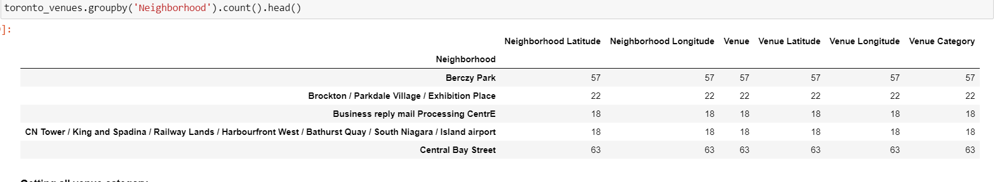 toronto_venues.groupby('Neighborhood').count().head()
]:
Neighborhood Latitude Neighborhood Longitude Venue Venue Latitude Venue Longitude Venue Category
Neighborhood
Berczy Park 57 57 57 57 57 57
Brockton / Parkdale Village / Exhibition Place 22 22 22 22 22 22
Business reply mail Processing CentrE 18 18 18 18 18 18
CN Tower / King and Spadina / Railway Lands / Harbourfront West / Bathurst Quay / South Niagara / Island airport 18 18 18 18 18 18
Central Bay Street 63 63 63 63 63 63
Getting all venue category